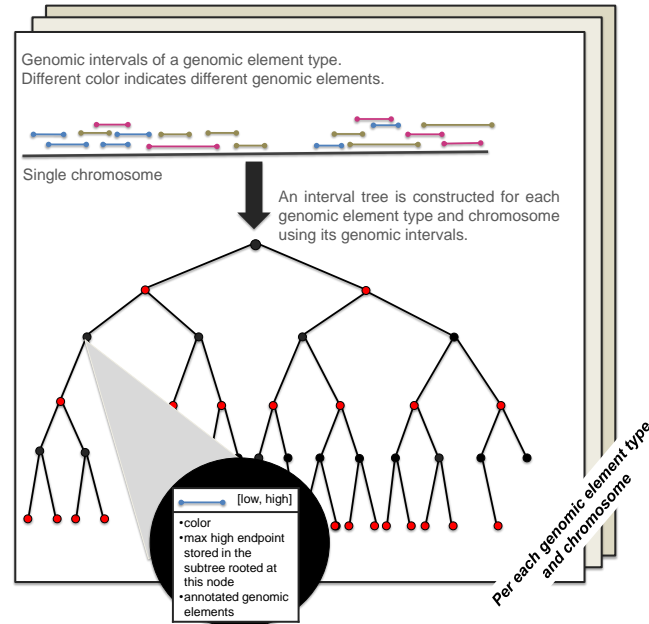 Genomic intervals of a genomic element type.
Different color indicates different genomic elements.
Single chromosome
An interval tree is constructed for each
genomic element type and chromosome
using its genomic intervals.
[low, high]
•color
•max high endpoint
stored in the
subtree rooted at
this node
•annotated genomic
elements
Per each genomic element type
and chromosome